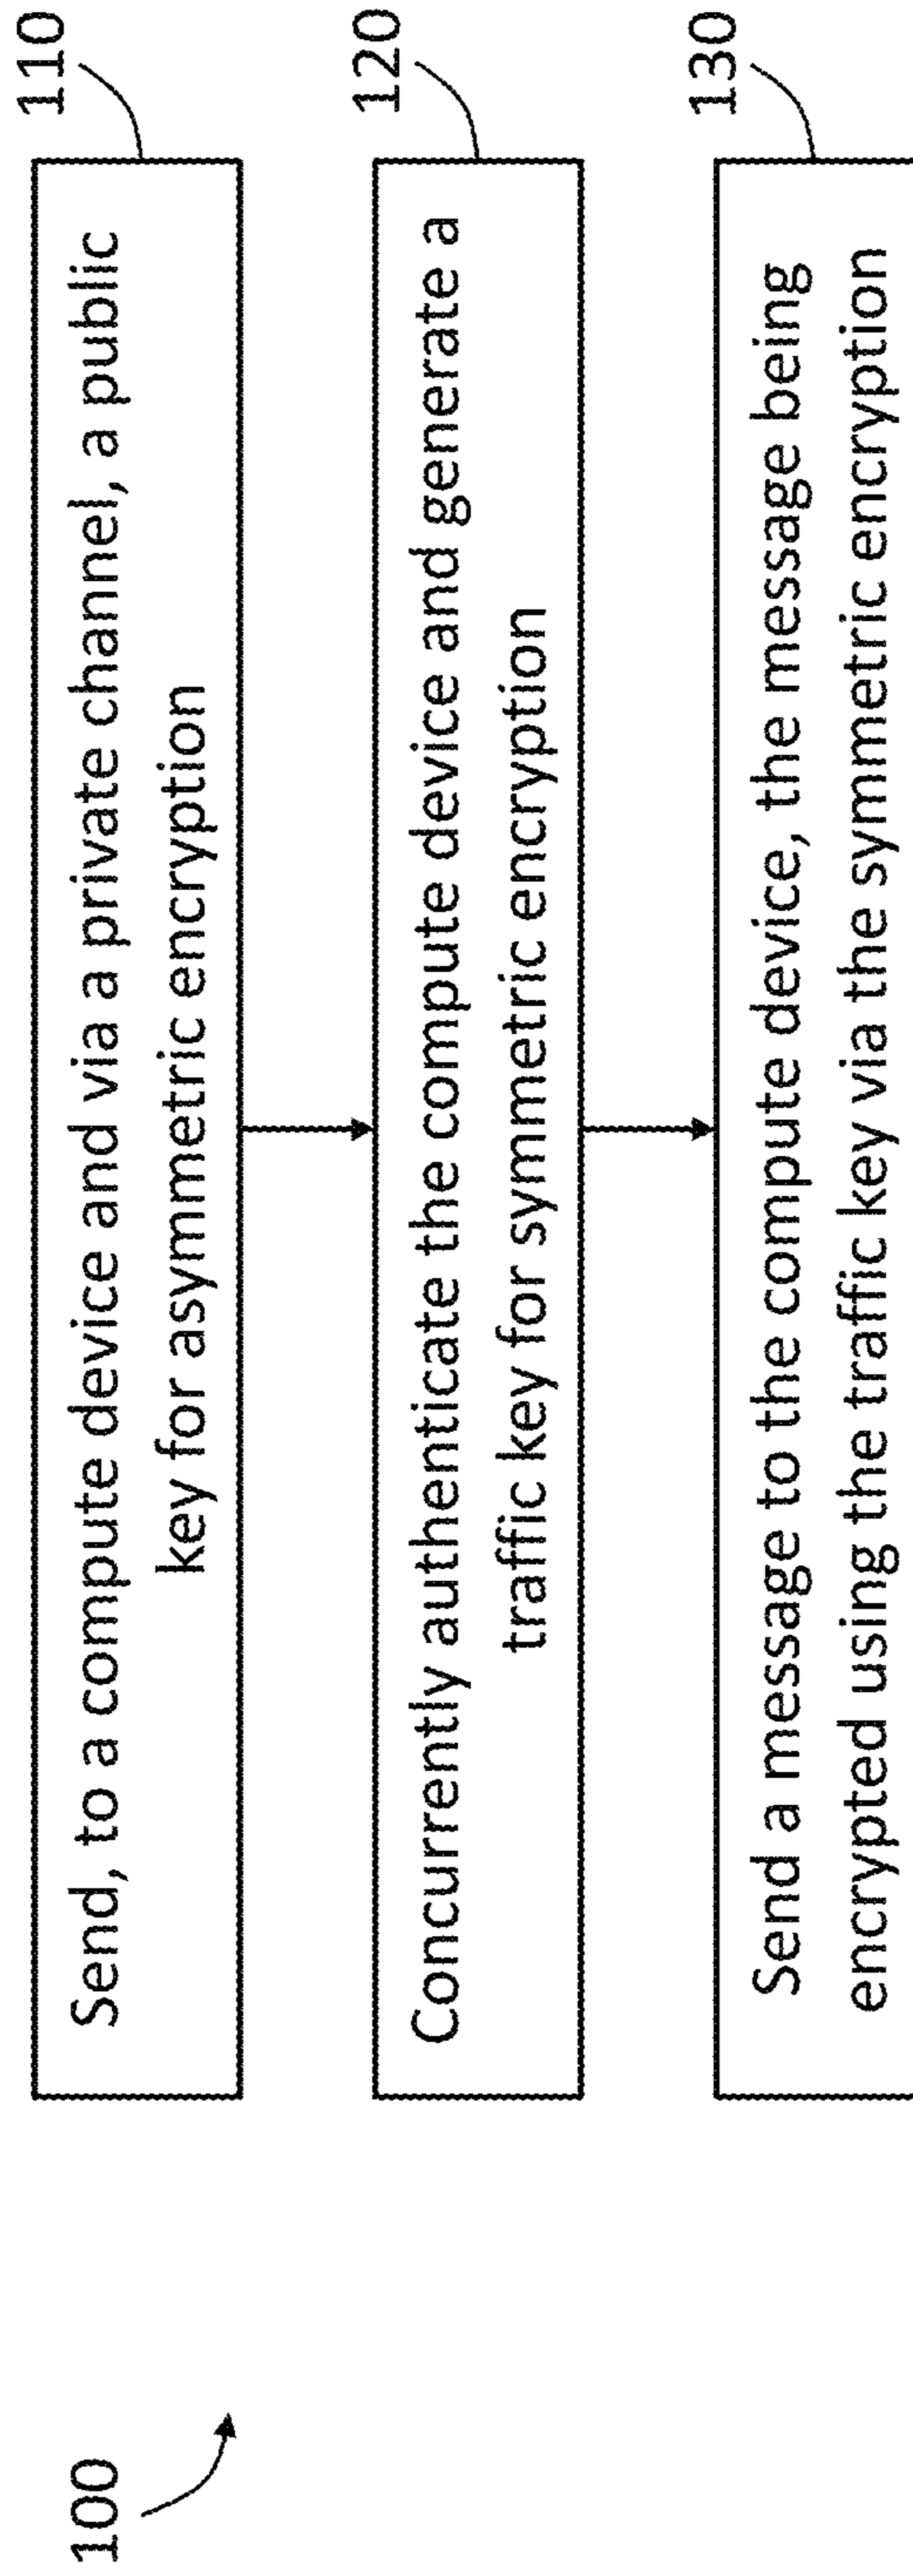 100
110
Send, to a compute device and via a private channel, a public
key for asymmetric encryption
120
Concurrently authenticate the compute device and generate a
traffic key for symmetric encryption
130
Send a message to the compute device, the message being
encrypted using the traffic key via the symmetric encryption